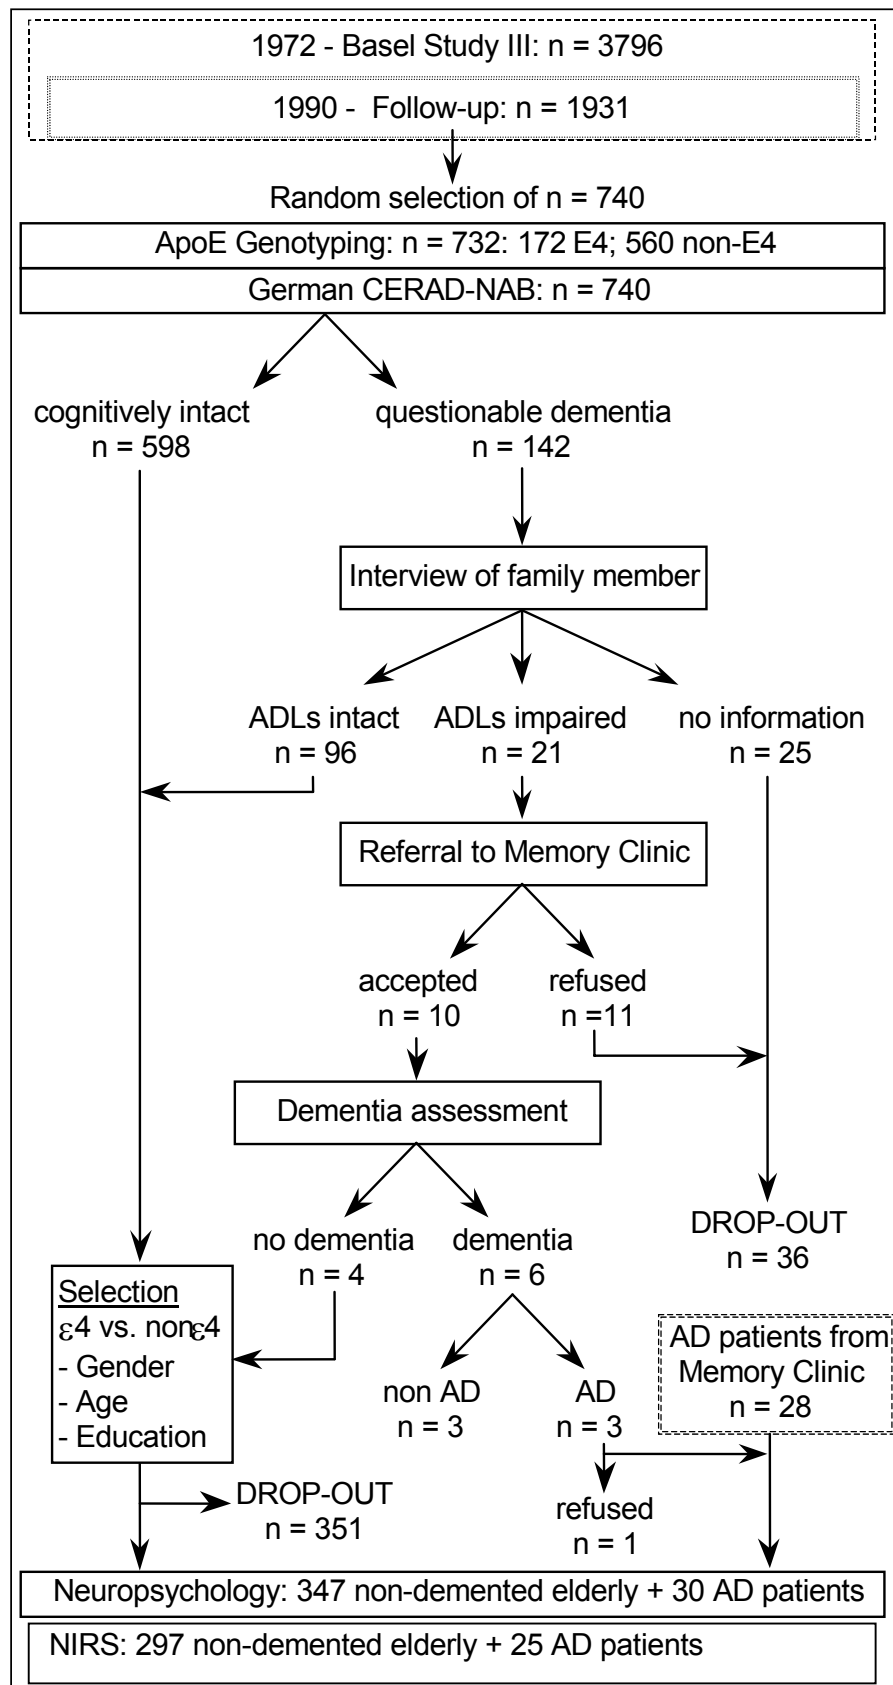 1972 - Basel Study III: n = 3796
1990 -  Follow-up: n = 1931
Random selection of n = 740
ApoE Genotyping: n = 732: 172 E4; 560 non-E4
German CERAD-NAB: n = 740
cognitively intact
n = 598
questionable dementia
n = 142
Interview of family member
ADLs intact
n = 96
ADLs impaired
n = 21
no information
n = 25
Referral to Memory Clinic
accepted
n = 10
refused
n =11
Dementia assessment
no dementia
n = 4
dementia
n = 6
DROP-OUT
n = 36
Selection
ε4 vs. nonε4
- Gender
- Age
- Education
non AD
n = 3
AD
n = 3
AD patients from
Memory Clinic
n = 28
DROP-OUT
n = 351
refused
n = 1
Neuropsychology: 347 non-demented elderly + 30 AD patients
NIRS: 297 non-demented elderly + 25 AD patients